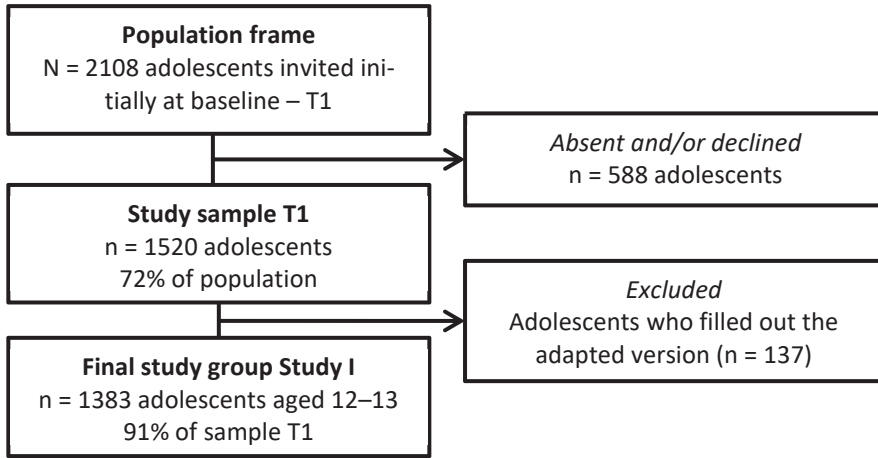 Population frame
N = 2108 adolescents invited ini-
tially at baseline – T1
Absent and/or declined
n = 588 adolescents
Study sample T1
n = 1520 adolescents
72% of population
Excluded
Adolescents who filled out the
adapted version (n = 137)
Final study group Study I
n = 1383 adolescents aged 12–13
91% of sample T1